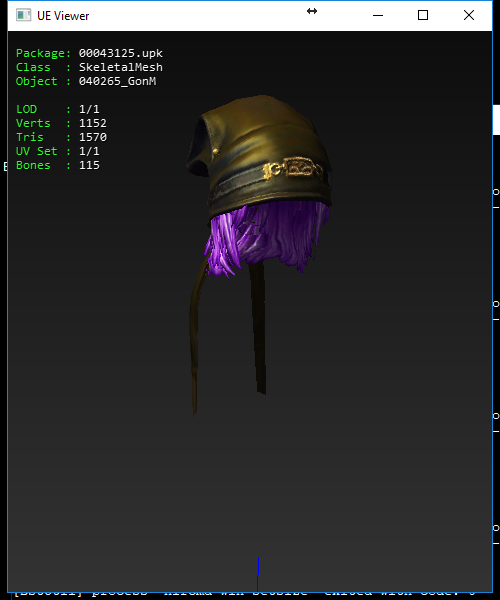 UE Viewer
Package: 00043125.upk
Class : SkeletalMesh
Object : 040265_GonM
LOD : 1/1
Verts : 1152
Tris : 1570
UV Set : 1/1
Bones : 115